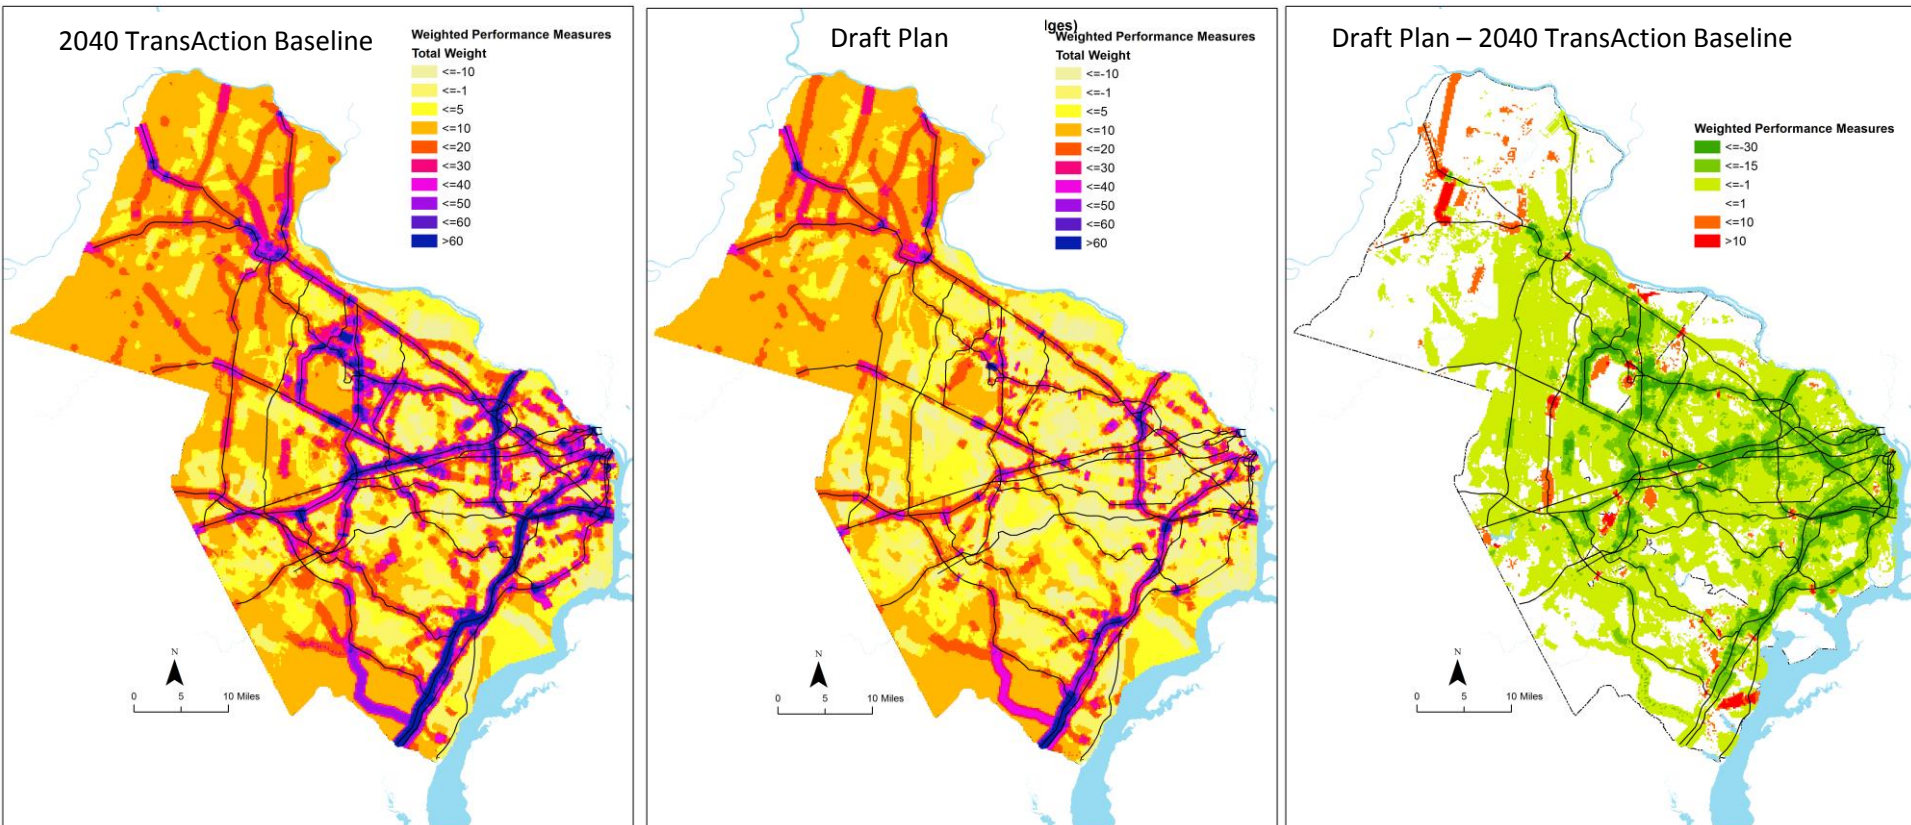 2040 TransAction Baseline
Weighted Performance Measures
Total Weight
<=-10
<=-1
<=5
<=10
<=20
<=30
<=40
<=50
<=60
>60
N
0 5 10 Miles
Draft Plan
lges)
Weighted Performance Measures
Total Weight
<=-10
<=-1
<=5
<=10
<=20
<=30
<=40
<=50
<=60
>60
N
0 5 10 Miles
Draft Plan – 2040 TransAction Baseline
Weighted Performance Measures
<=-30
<=-15
<=-1
<=1
<=10
>10
N
0 5 10 Miles